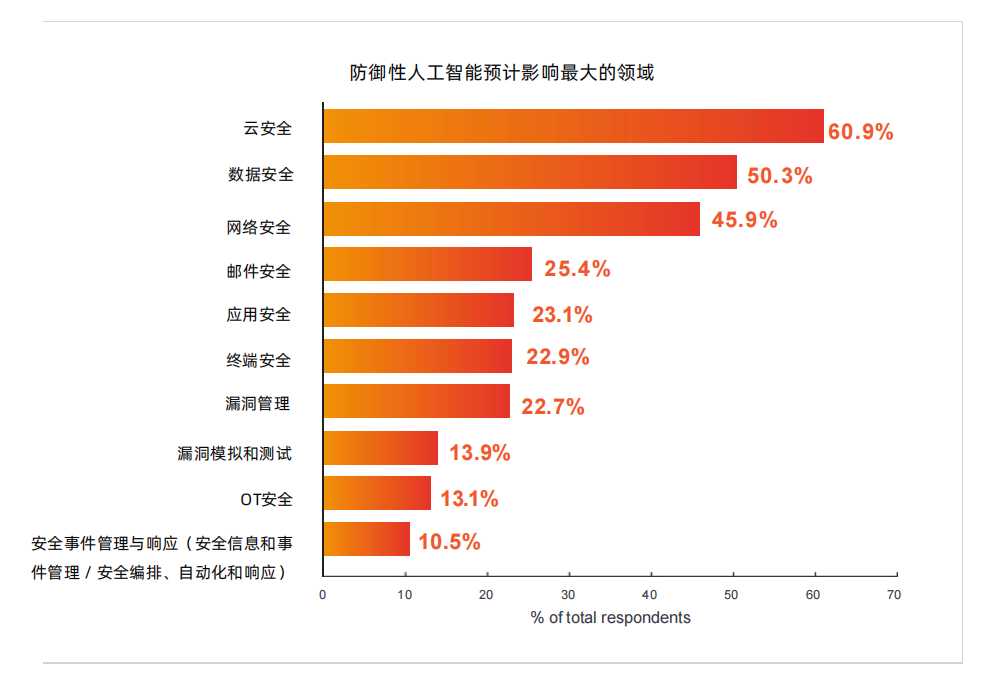 防御性人工智能预计影响最大的领域
云安全
60.9%
数据安全
50.3%
网络安全
45.9%
邮件安全
25.4%
应用安全
23.1%
终端安全
22.9%
漏洞管理
22.7%
漏洞模拟和测试
13.9%
OT安全
13.1%
安全事件管理与响应（安全信息和事
件管理 / 安全编排、自动化和响应）
10.5%
0 10 20 30 40 50 60 70
% of total respondents